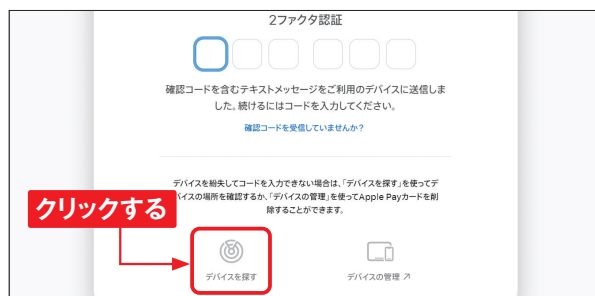 2ファクタ認証
確認コードを含むテキストメッセージをご利用のデバイスに送信しま
した。続けるにはコードを入力してください。
確認コードを受信していませんか?
デバイスを紛失してコードを入力できない場合は、「デバイスを探す」を使ってデ
バイスの場所を確認するか、「デバイスの管理」を使ってApple Payカードを削
除することができます。
クリックする
デバイスを探す
デバイスの管理 ↗